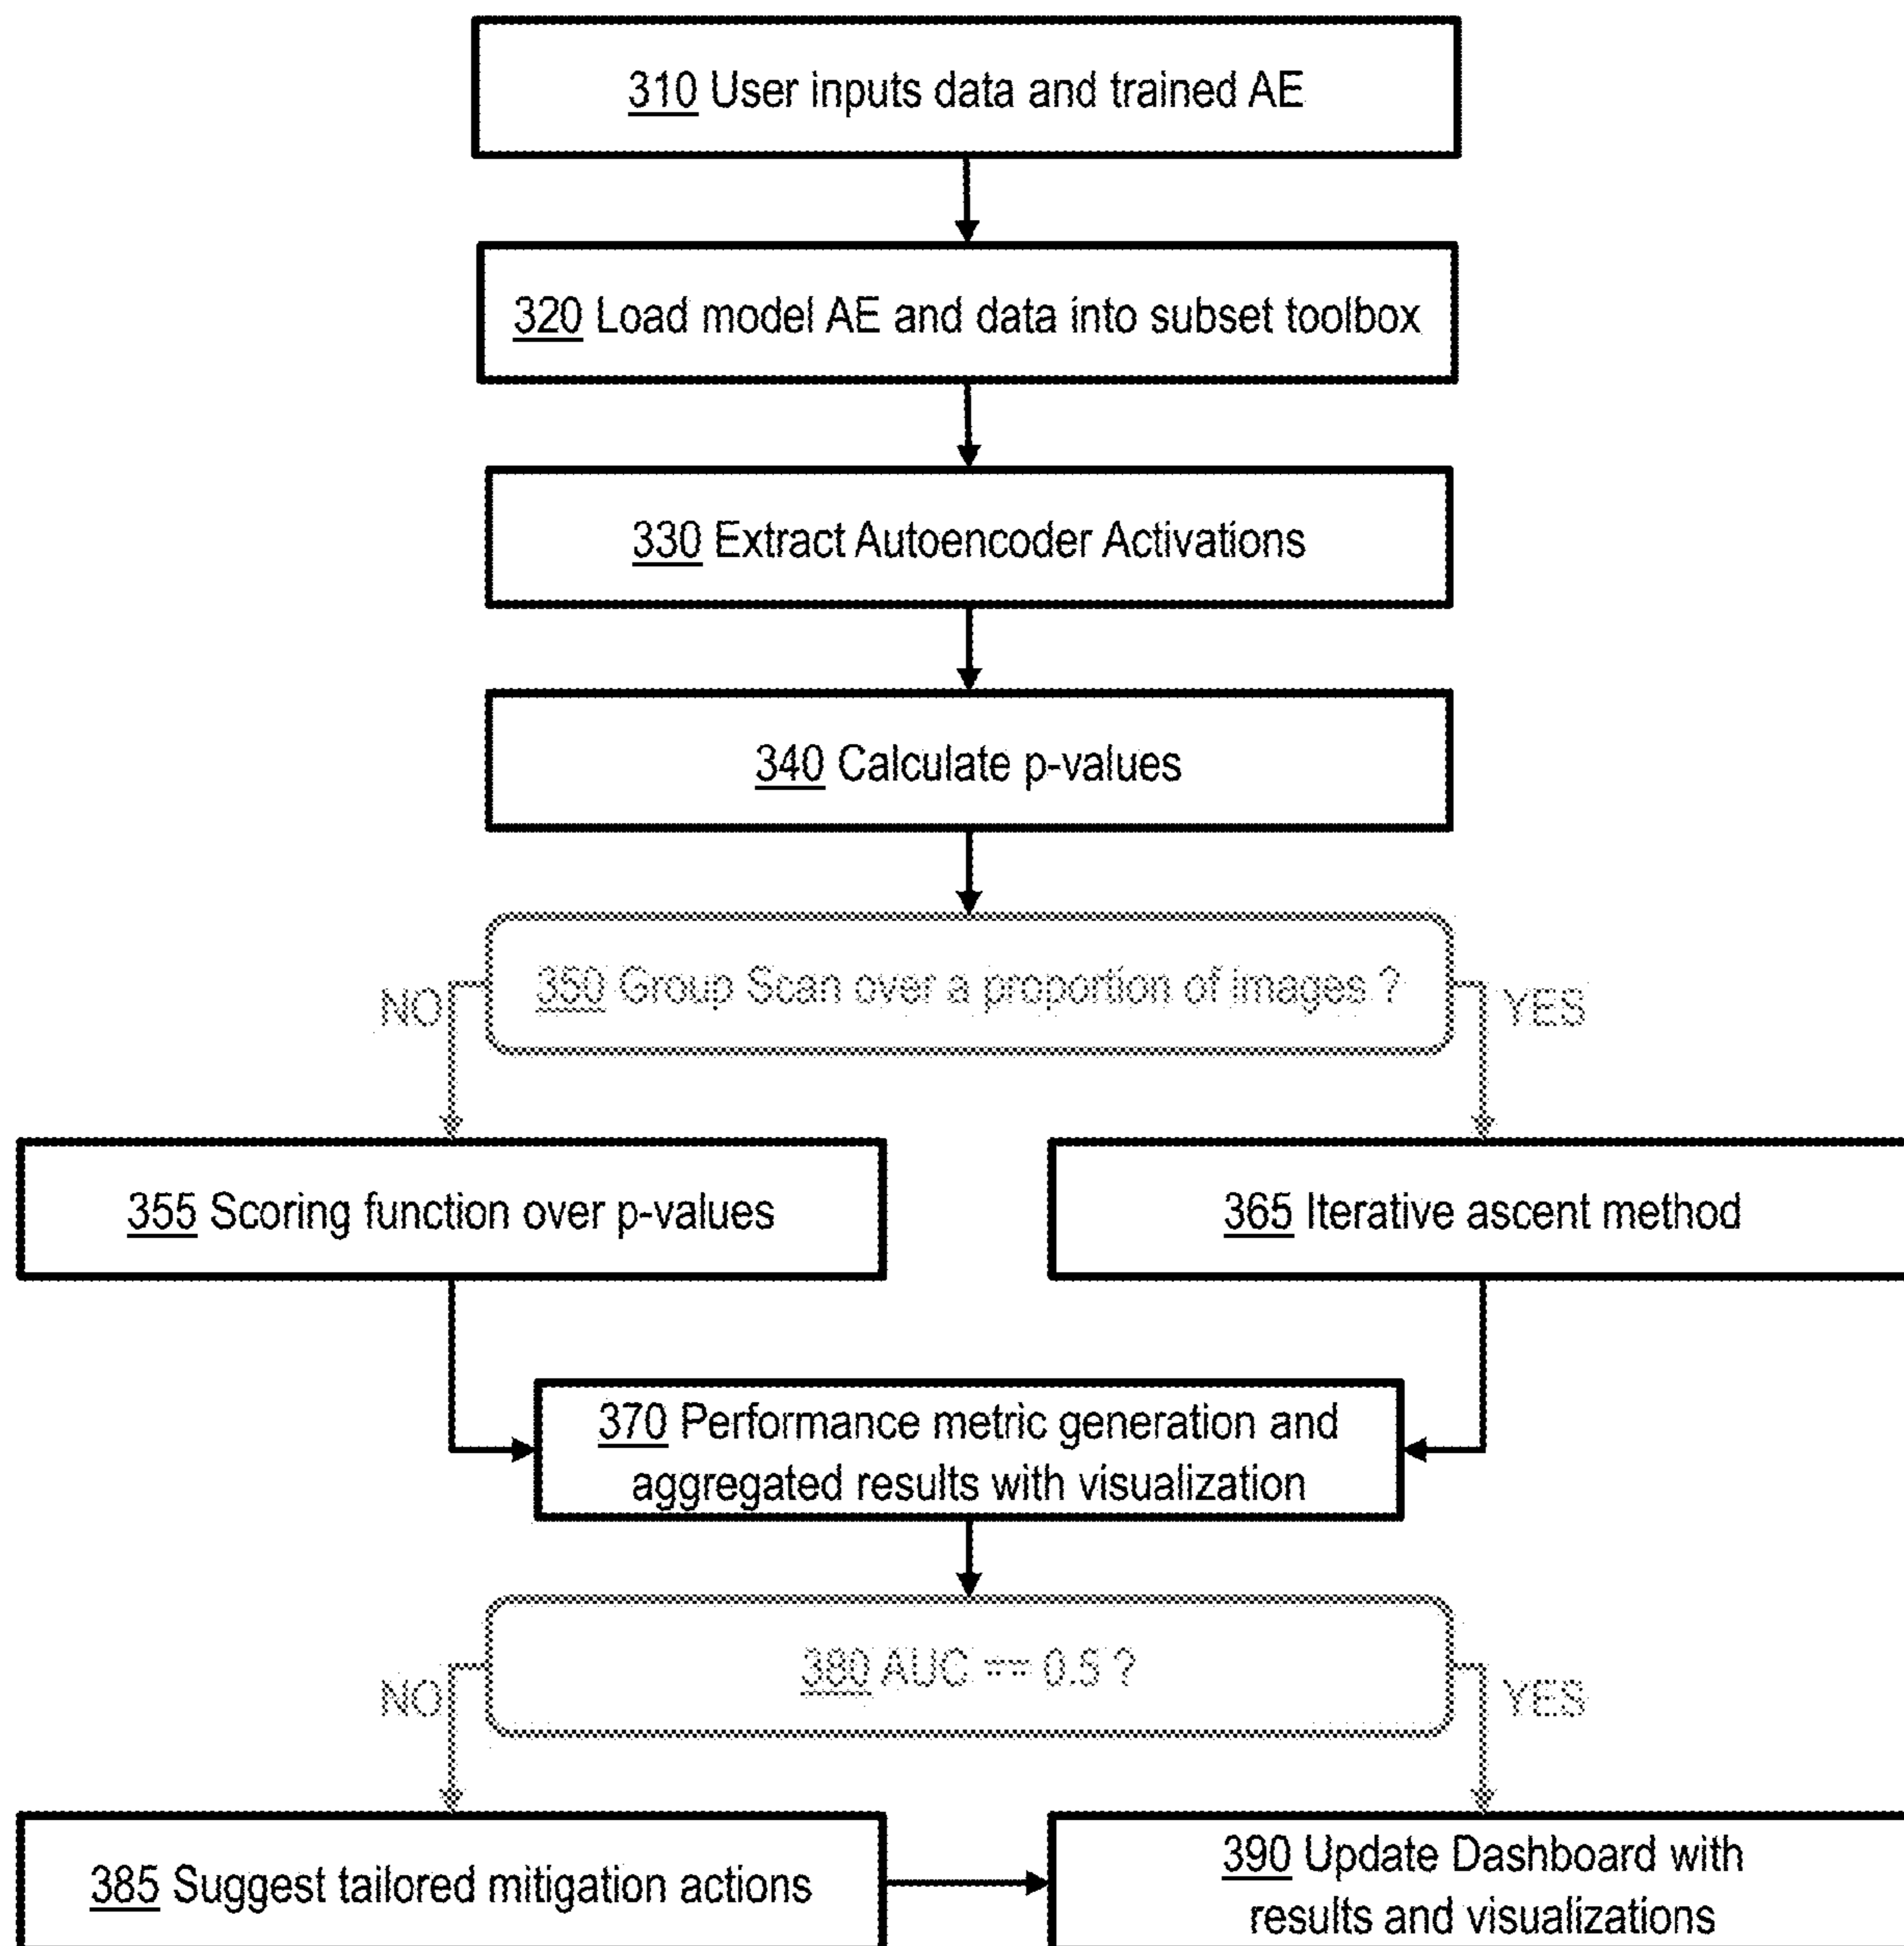 310 User inputs data and trained AE
320 Load model AE and data into subset toolbox
330 Extract Autoencoder Activations
340 Calculate p-values
350 Group Scan over a proportion of images ?
NO
YES
355 Scoring function over p-values
365 Iterative ascent method
370 Performance metric generation and
aggregated results with visualization
380 AUC == 0.5 ?
NO
YES
385 Suggest tailored mitigation actions
390 Update Dashboard with
results and visualizations